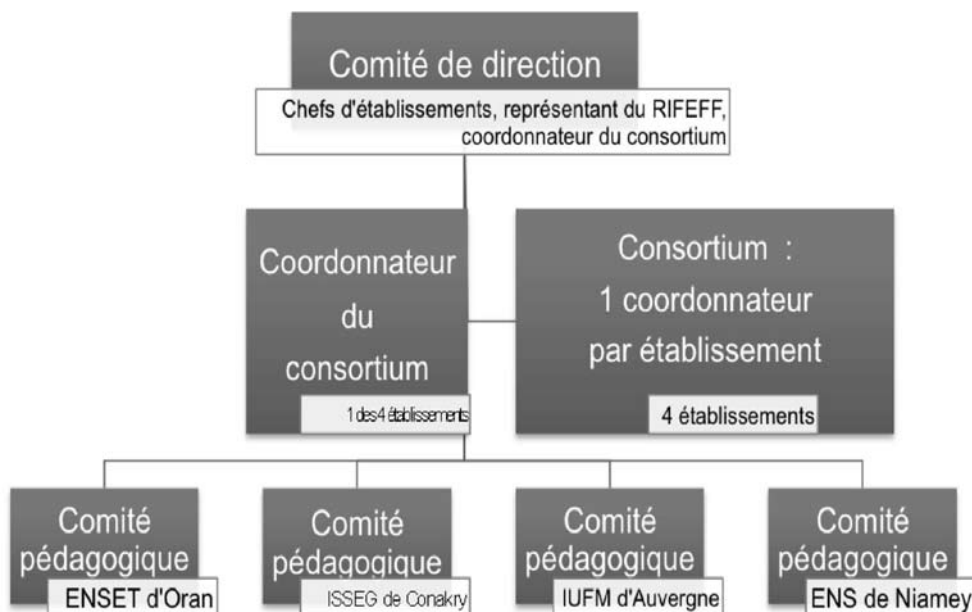 Comité de direction
Chefs d'établissements, représentant du RIFEFF,
coordonnateur du consortium
Coordonnateur
du
consortium
1 des 4 établissements
Consortium :
1 coordonnateur
par établissement
4 établissements
Comité
pédagogique
ENSET d'Oran
Comité
pédagogique
ISSEG de Conakry
Comité
pédagogique
IUFM d'Auvergne
Comité
pédagogique
ENS de Niamey